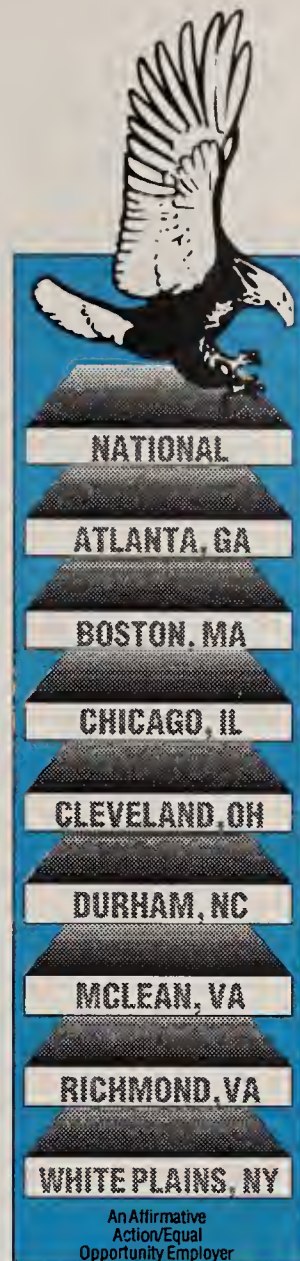 NATIONAL
ATLANTA, GA
BOSTON, MA
CHICAGO, IL
CLEVELAND, OH
DURHAM, NC
MCLEAN, VA
RICHMOND, VA
WHITE PLAINS, NY
An Affirmative
Action/Equal
Opportunity Employer